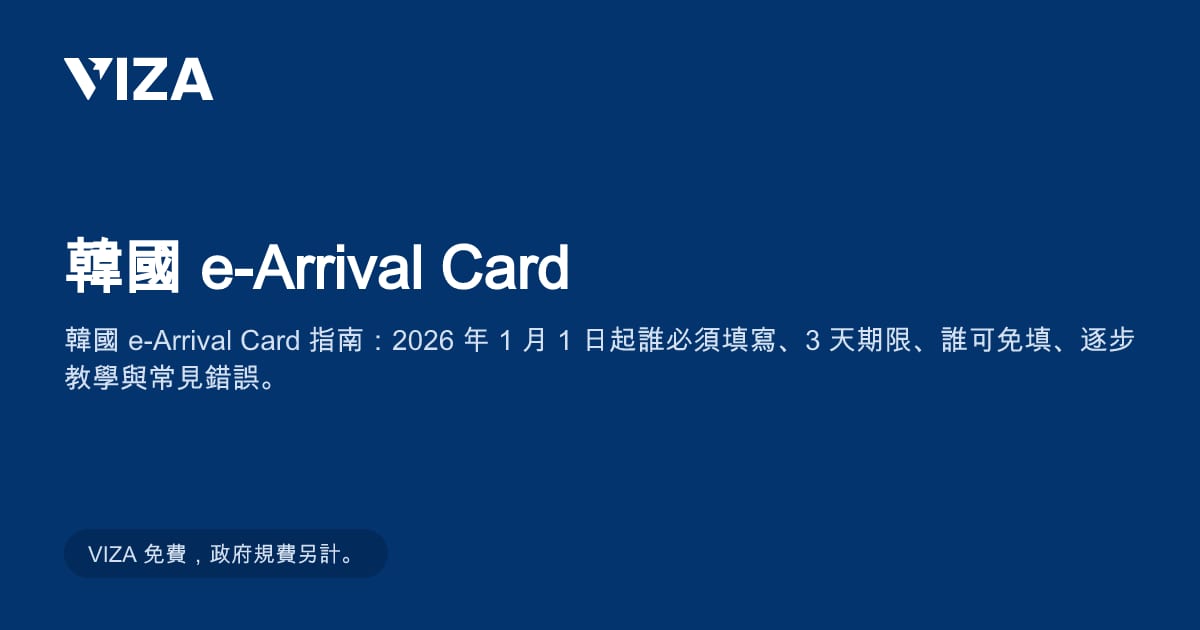 VIZA
韓國 e-Arrival Card
韓國 e-Arrival Card 指南：2026 年 1 月 1 日起誰必須填寫、3 天期限、誰可免填、逐步
教學與常見錯誤。
VIZA 免費，政府規費另計。